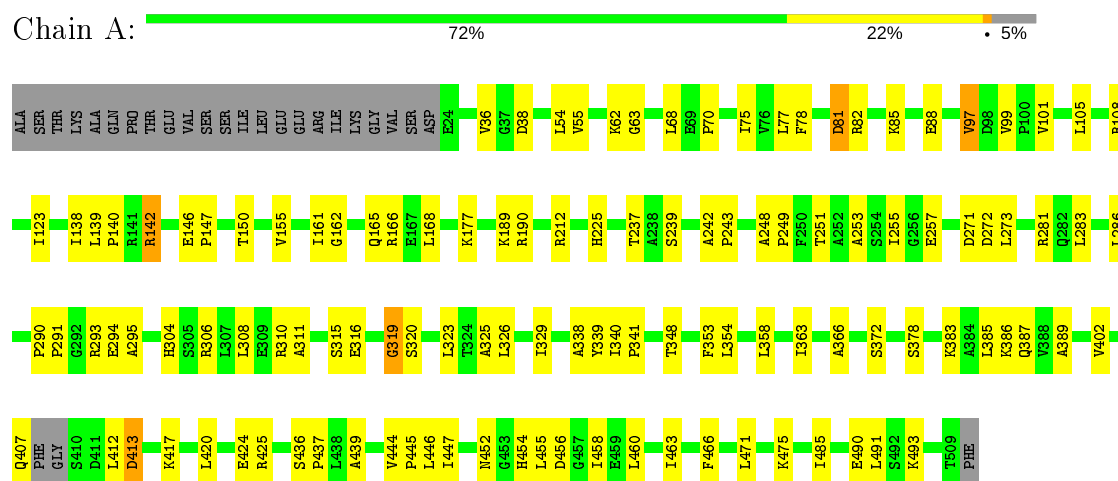 Chain A:
72% 22% • 5%
ALA SER THR LYS ALA GLN PRO THR GLU VAL SER SER ILE LEU GLU GLU ARG ILE LYS GLY VAL SER ASP E24 V36 G37 D38 L54 V55 K62 G63 L68 E69 P70 I75 V76 L77 F78 D81 R82 K85 E88 V97 D98 V99 P100 V101 L105
I123 I138 L139 P140 R141 R142 E146 P147 T150 V155 I161 G162 Q165 R166 E167 L168 K177 K189 R190 R212 H225 T237 A238 S239 A242 P243 A248 P249 F250 T251 A252 A253 S254 I255 G256 E257 D271 D272 L273 R281 Q282 L283
P290 P291 G292 R293 E294 A295 H304 S305 R306 L307 L308 E309 R310 A311 S315 E316 G319 S320 L323 T324 A325 L326 I329 A338 Y339 I340 P341 T348 F353 L354 L358 I363 A366 S372 S378 K383 A384 L385 K386 Q387 V388 A389 V402
Q407 PHE GLY S410 D411 L412 D413 K417 L420 E424 R425 S436 P437 L438 A439 V444 P445 L446 I447 N452 G453 H454 L455 D456 G457 I458 E459 L460 I463 F466 L471 K475 I485 E490 L491 S492 K493 T509 PHE